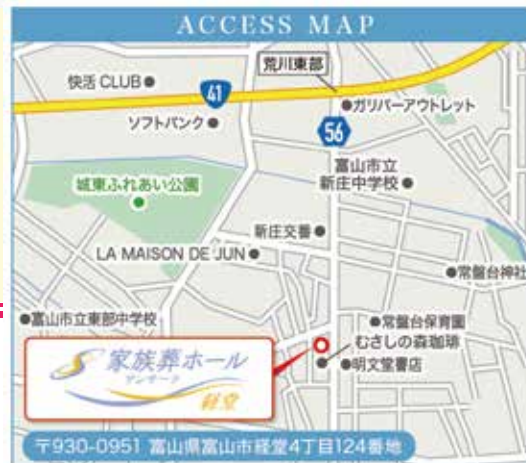 ACCESS MAP
荒川東部
快活CLUB
41
ガリバーアウトレット
ソフトバンク
56
富山市立
新庄中学校
城東ふれあい公園
新庄交番
LA MAISON DE JUN
常盤台神社
富山市立東部中学校
常盤台保育園
むさしの森珈琲
明文堂書店
家族葬ホール
アンサージ
経堂
〒930-0951 富山県富山市経堂4丁目124番地